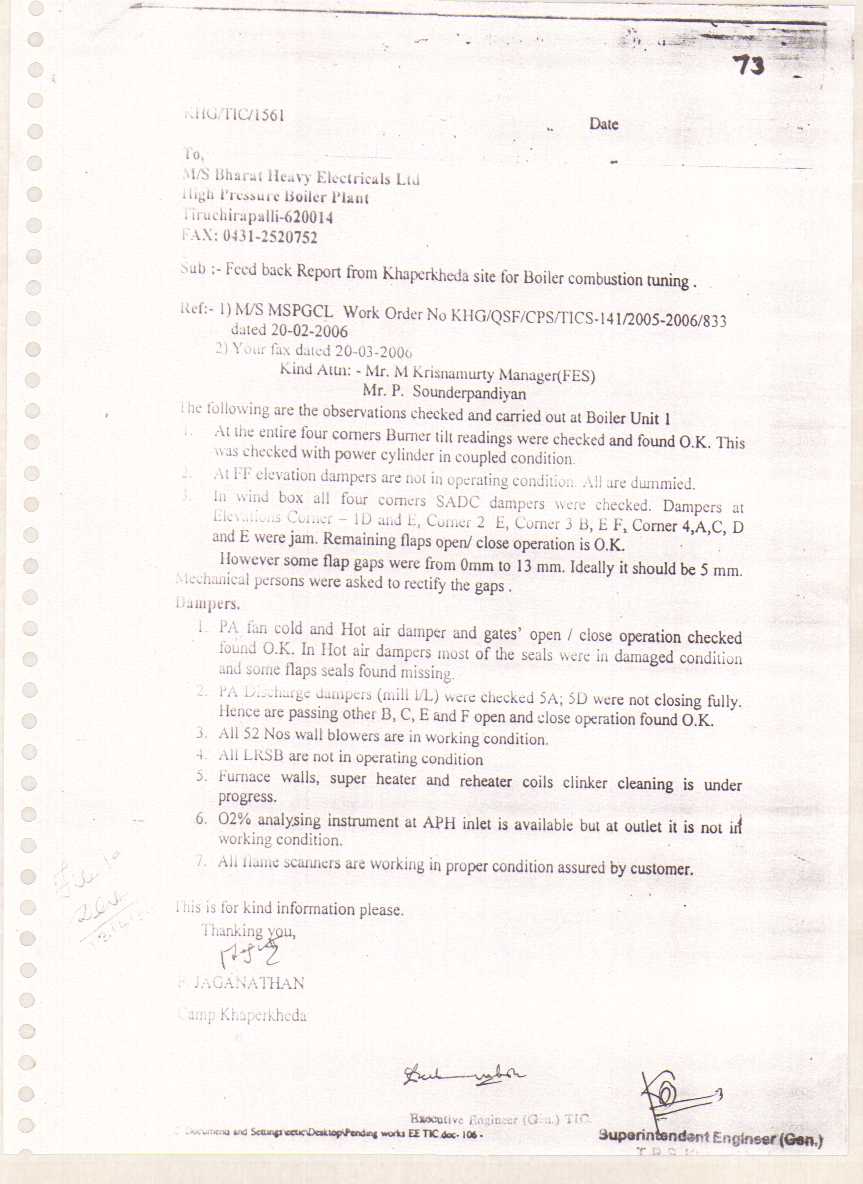 73
KHG/TIC/1561
Date
To,
M/S Bharat Heavy Electricals Ltd
High Pressure Boiler Plant
Tiruchirapalli-620014
FAX: 0431-2520752
Sub :- Feed back Report from Khaperkheda site for Boiler combustion tuning .
Ref:- 1) M/S MSPGCL Work Order No KHG/QSF/CPS/TICS-141/2005-2006/833
dated 20-02-2006
2) Your fax dated 20-03-2006
Kind Attn: - Mr. M Krisnamurty Manager(FES)
Mr. P. Sounderpandiyan
The following are the observations checked and carried out at Boiler Unit 1
1. At the entire four corners Burner tilt readings were checked and found O.K. This
was checked with power cylinder in coupled condition.
2. At FF elevation dampers are not in operating condition. All are dummied.
3. In wind box all four corners SADC dampers were checked. Dampers at
Elevations Corner – 1D and E, Corner 2 E, Corner 3 B, E F, Corner 4,A,C, D
and E were jam. Remaining flaps open/ close operation is O.K.
However some flap gaps were from 0mm to 13 mm. Ideally it should be 5 mm.
Mechanical persons were asked to rectify the gaps .
Dampers.
1. PA fan cold and Hot air damper and gates' open / close operation checked
found O.K. In Hot air dampers most of the seals were in damaged condition
and some flaps seals found missing.
2. PA Discharge dampers (mill I/L) were checked 5A; 5D were not closing fully.
Hence are passing other B, C, E and F open and close operation found O.K.
3. All 52 Nos wall blowers are in working condition.
4. All LRSB are not in operating condition
5. Furnace walls, super heater and reheater coils clinker cleaning is under
progress.
6. O2% analysing instrument at APH inlet is available but at outlet it is not in
working condition.
7. All flame scanners are working in proper condition assured by customer.
This is for kind information please.
Thanking you,
JAGANATHAN
Camp Khaperkheda
Executive Engineer (Gen.) TIC
Documents and Settings\eetic\Desktop\Pending works EE TIC.doc- 106 -
Superintendent Engineer (Gen.)